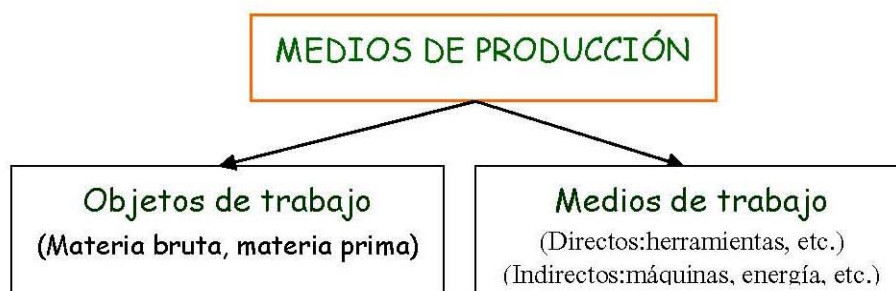 MEDIOS DE PRODUCCIÓN
Objetos de trabajo
(Materia bruta, materia prima)
Medios de trabajo
(Directos:herramientas, etc.)
(Indirectos:máquinas, energía, etc.)